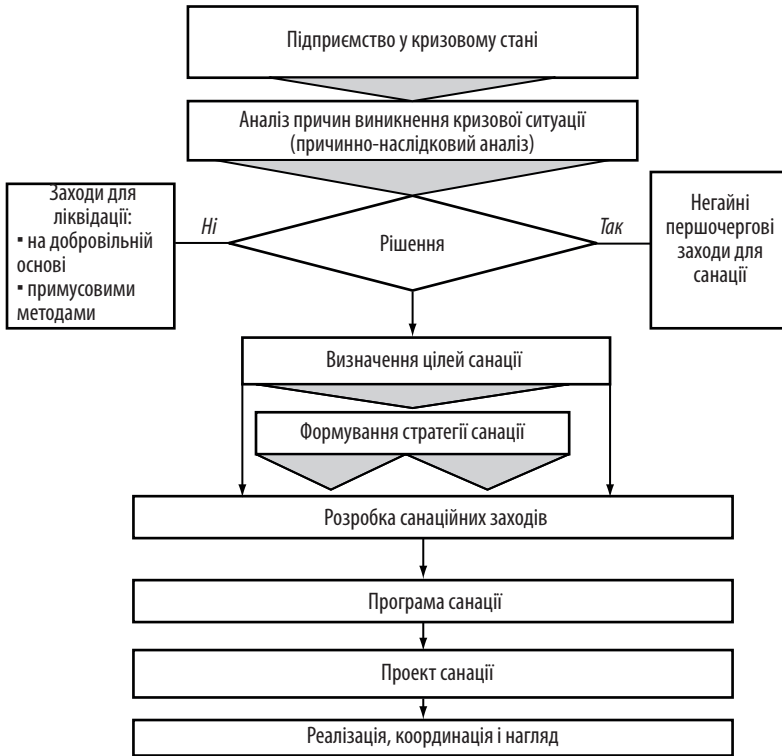 Підприємство у кризовому стані
Аналіз причин виникнення кризової ситуації
(причинно-наслідковий аналіз)
Заходи для
ліквідації:
▪ на добровільній
основі
▪ примусовими
методами
Ні
Рішення
Так
Негайні
першочергові
заходи для
санації
Визначення цілей санації
Формування стратегії санації
Розробка санаційних заходів
Програма санації
Проект санації
Реалізація, координація і нагляд